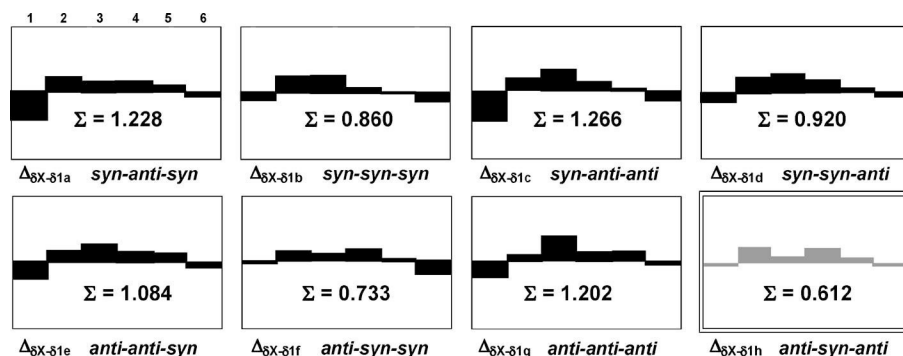 1 2 3 4 5 6
Σ = 1.228 Σ = 0.860 Σ = 1.266 Σ = 0.920
ΔδX-δ1a syn-anti-syn ΔδX-δ1b syn-syn-syn ΔδX-δ1c syn-anti-anti ΔδX-δ1d syn-syn-anti
Σ = 1.084 Σ = 0.733 Σ = 1.202 Σ = 0.612
ΔδX-δ1e anti-anti-syn ΔδX-δ1f anti-syn-syn ΔδX-δ1g anti-anti-anti ΔδX-δ1h anti-syn-anti